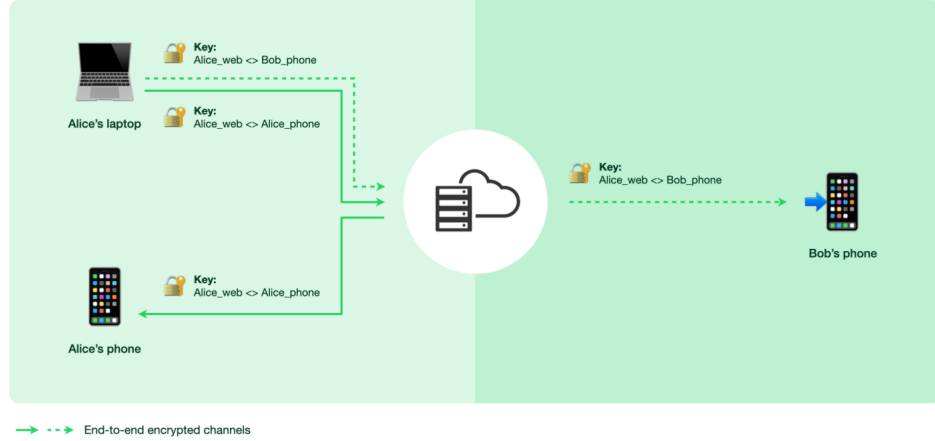 Key:
Alice_web <> Bob_phone
Alice's laptop
Key:
Alice_web <> Alice_phone
Key:
Alice_web <> Bob_phone
Bob's phone
Key:
Alice_web <> Alice_phone
Alice's phone
End-to-end encrypted channels